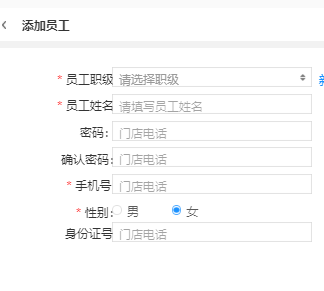 添加员工
* 员工职级 请选择职级
* 员工姓名 请填写员工姓名
密码: 门店电话
确认密码: 门店电话
* 手机号 门店电话
* 性别: 男 女
身份证号 门店电话